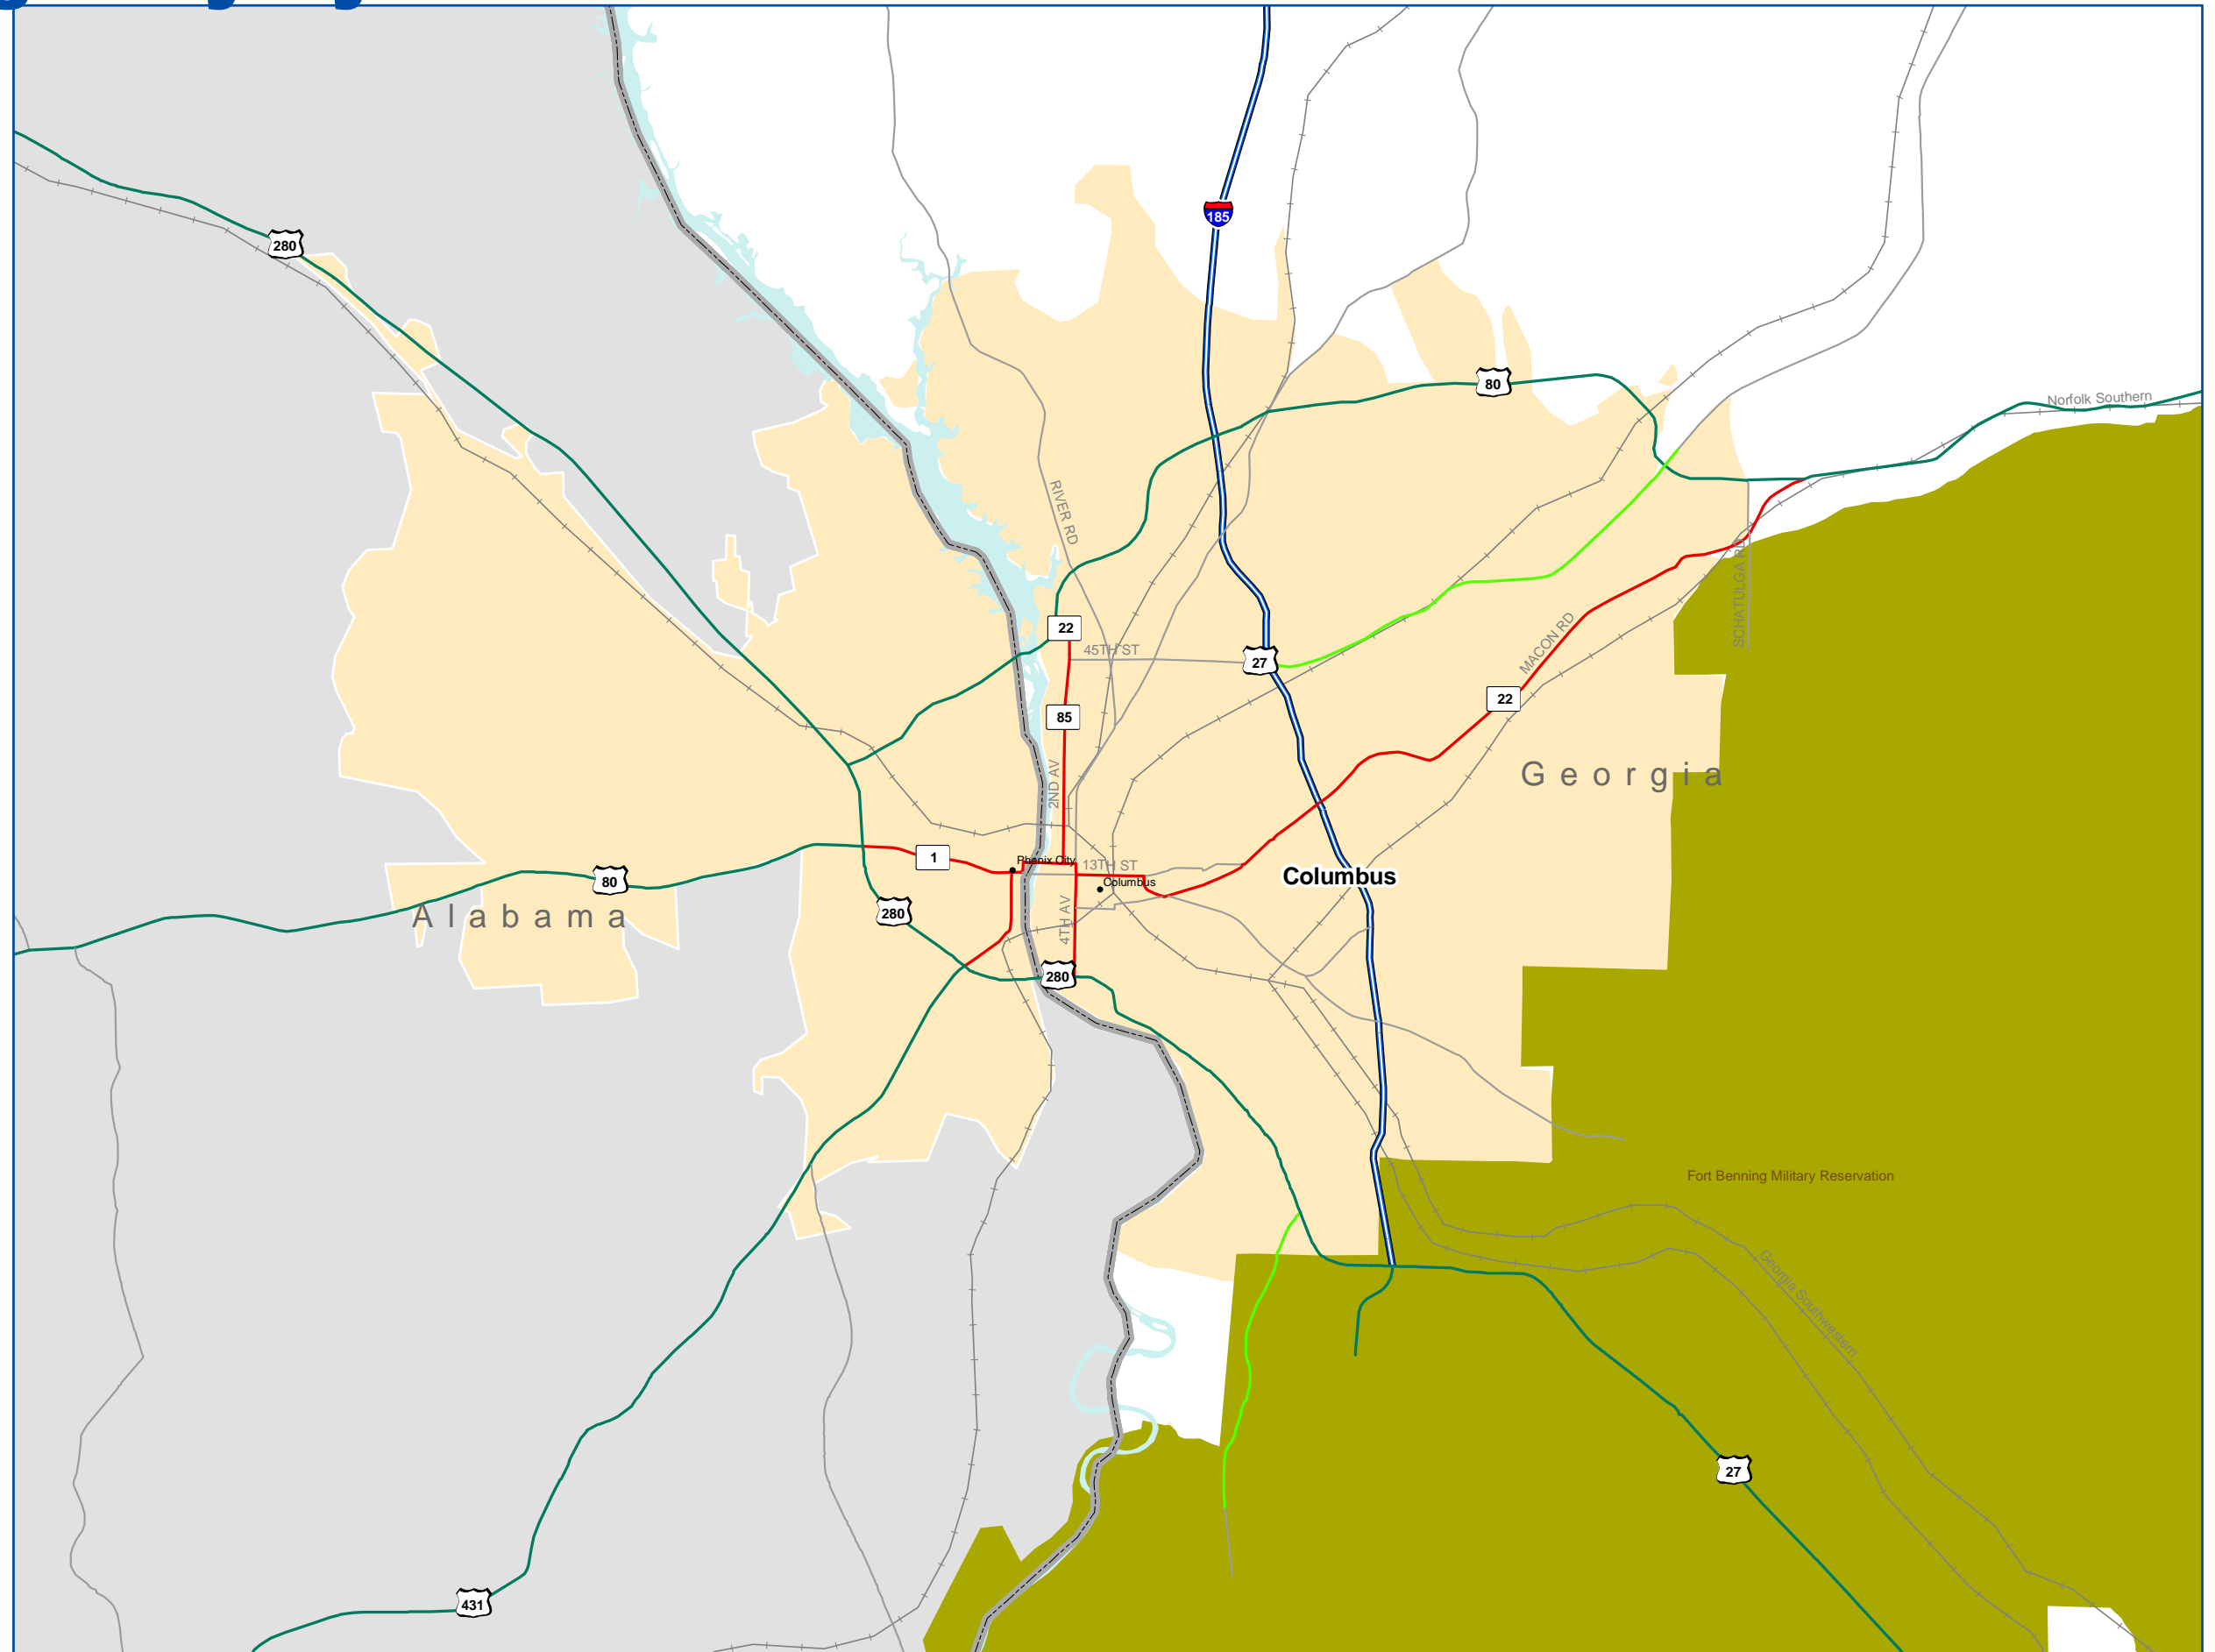 185
280
80
Norfolk Southern
RIVER RD
22
45TH ST
27
SCHATULGA RD
MACON RD
22
85
Georgia
2ND AV
1
Phenix City
13TH ST
Columbus
Columbus
80
280
Alabama
4TH AV
280
Fort Benning Military Reservation
Georgia Southwestern
27
431